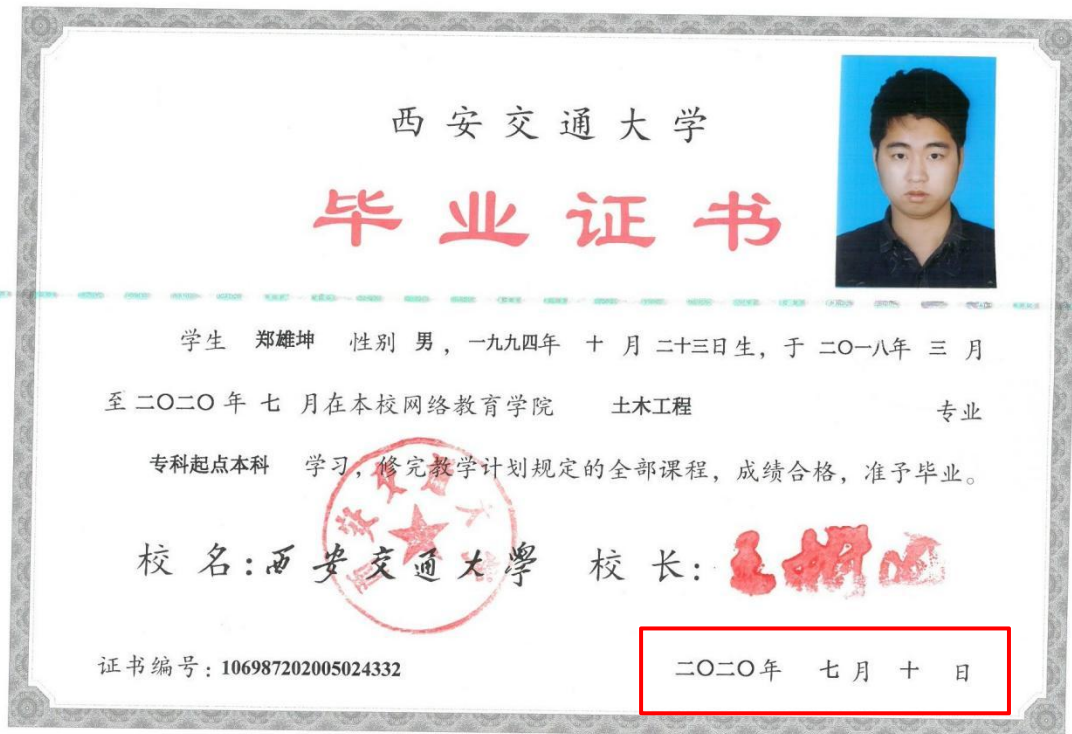 西安交通大学
毕业证书
学生 郑雄坤 性别 男，一九九四年 十 月 二十三日生，于 二〇一八年 三 月
至 二〇二〇 年 七 月在本校网络教育学院 土木工程 专业
专科起点本科 学习，修完教学计划规定的全部课程，成绩合格，准予毕业。
西安交通大学
校 名：西安交通大學 校 长：
证书编号：106987202005024332 二〇二〇年 七 月 十 日